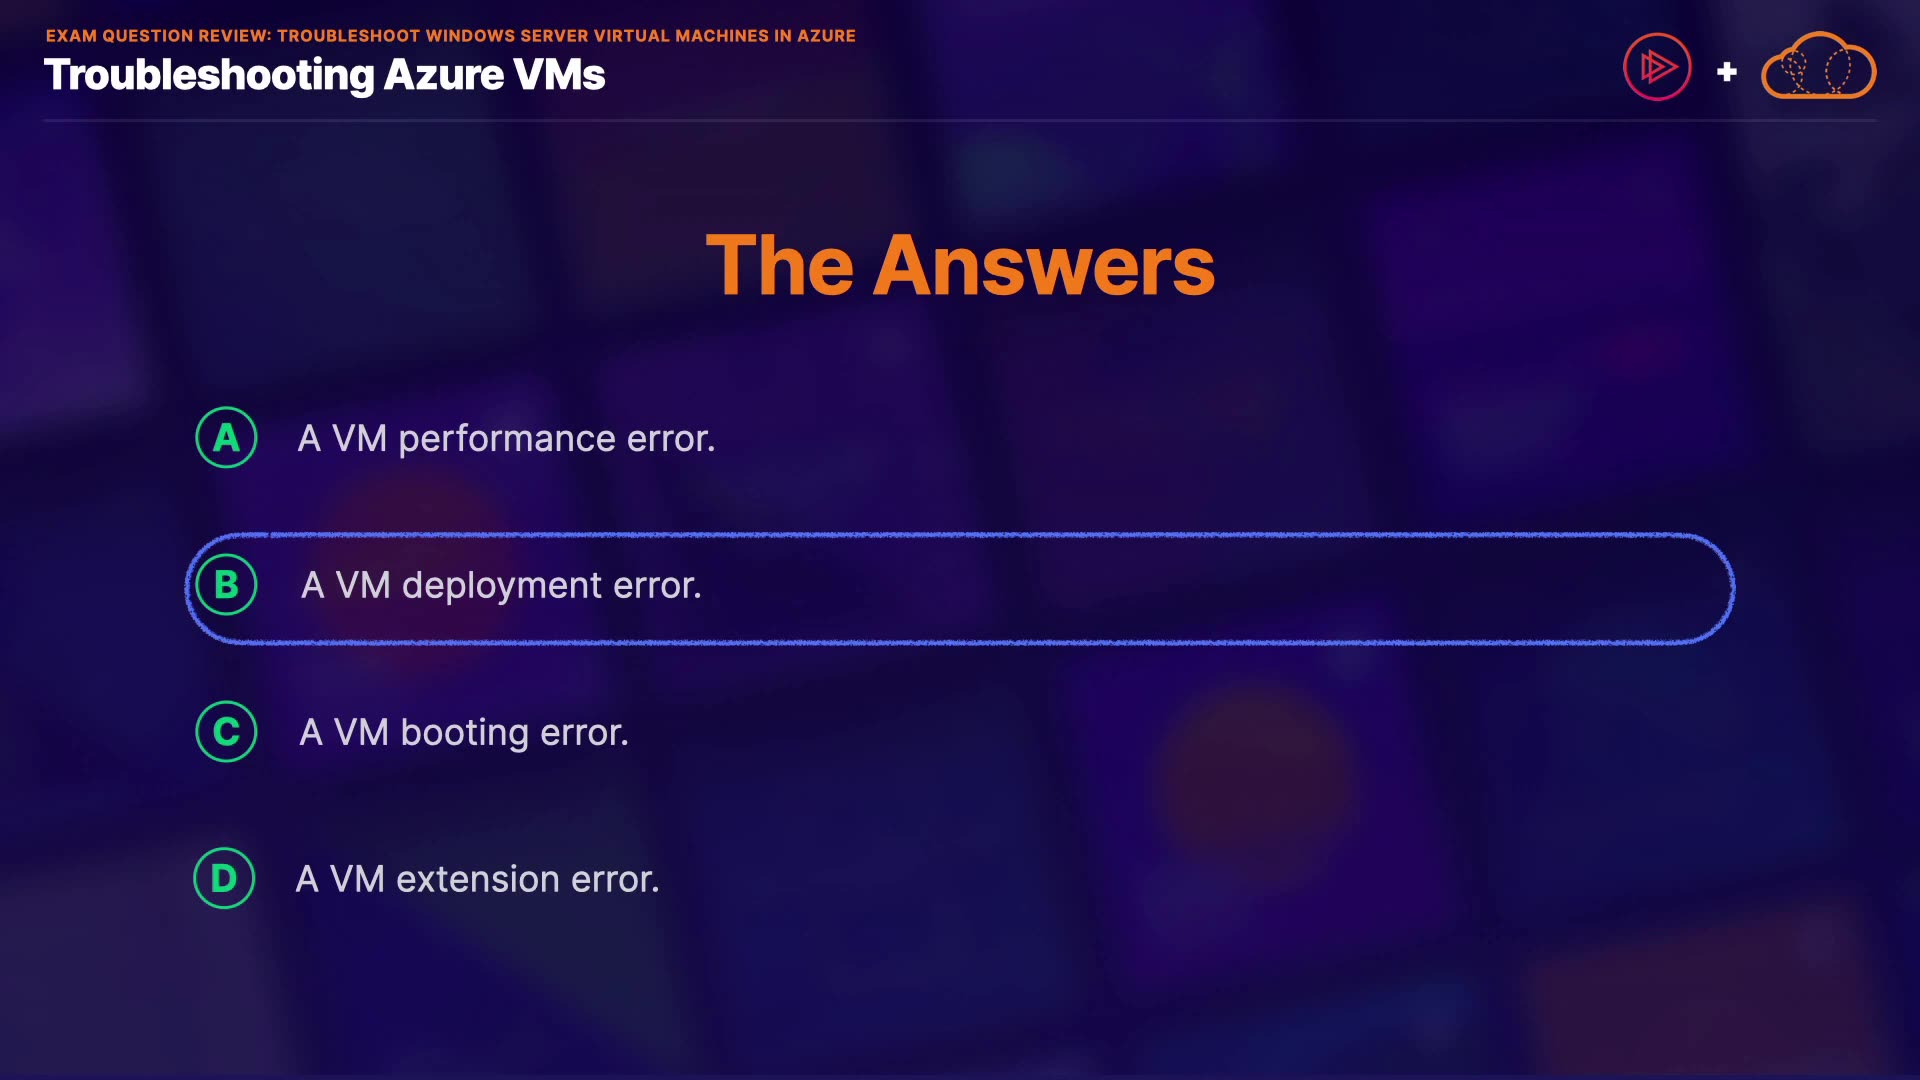 EXAM QUESTION REVIEW: TROUBLESHOOT WINDOWS SERVER VIRTUAL MACHINES IN AZURE
Troubleshooting Azure VMs
+
The Answers
A A VM performance error.
B A VM deployment error.
C A VM booting error.
D A VM extension error.